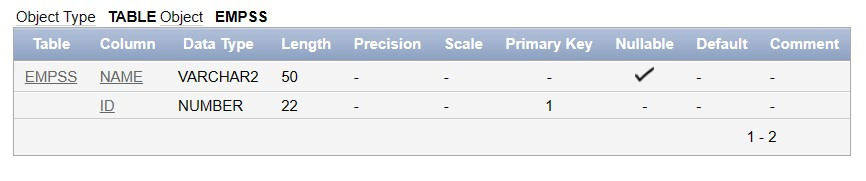 Object Type TABLE Object EMPSS
Table Column Data Type Length Precision Scale Primary Key Nullable Default Comment
EMPSS NAME VARCHAR2 50 - - - ✓ - -
ID NUMBER 22 - - 1 - - -
1 - 2